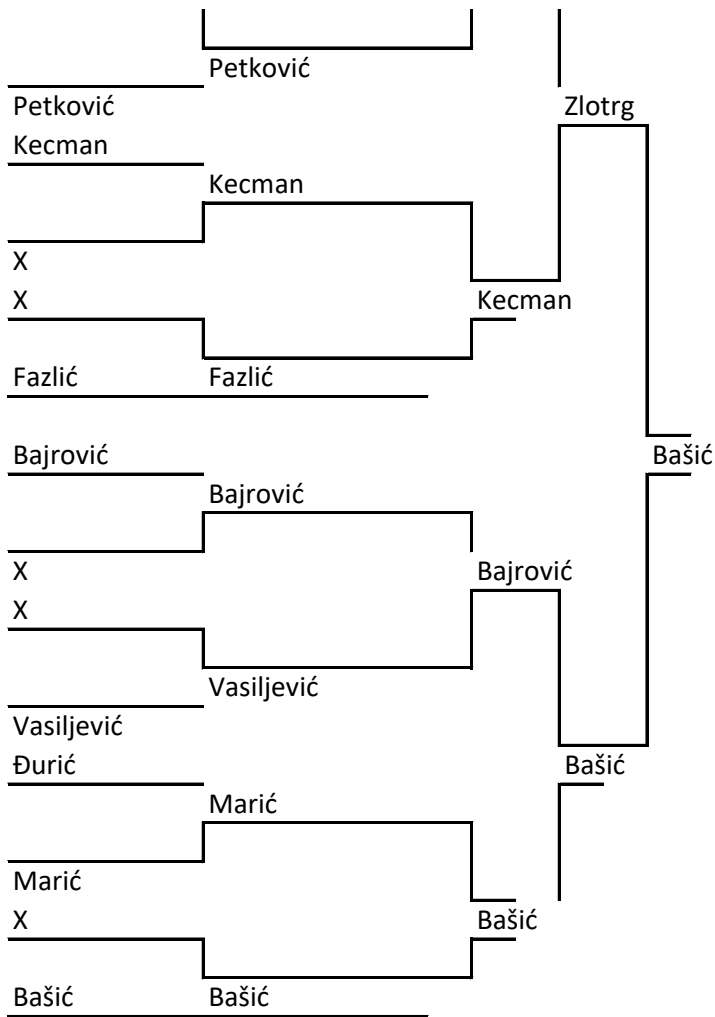 Petković
Petković
Zlotrg
Kecman
Kecman
X
X
Kecman
Fazlić Fazlić
Bajrović
Bašić
Bajrović
X
Bajrović
X
Vasiljević
Vasiljević
Đurić
Bašić
Marić
Marić
X
Bašić
Bašić Bašić